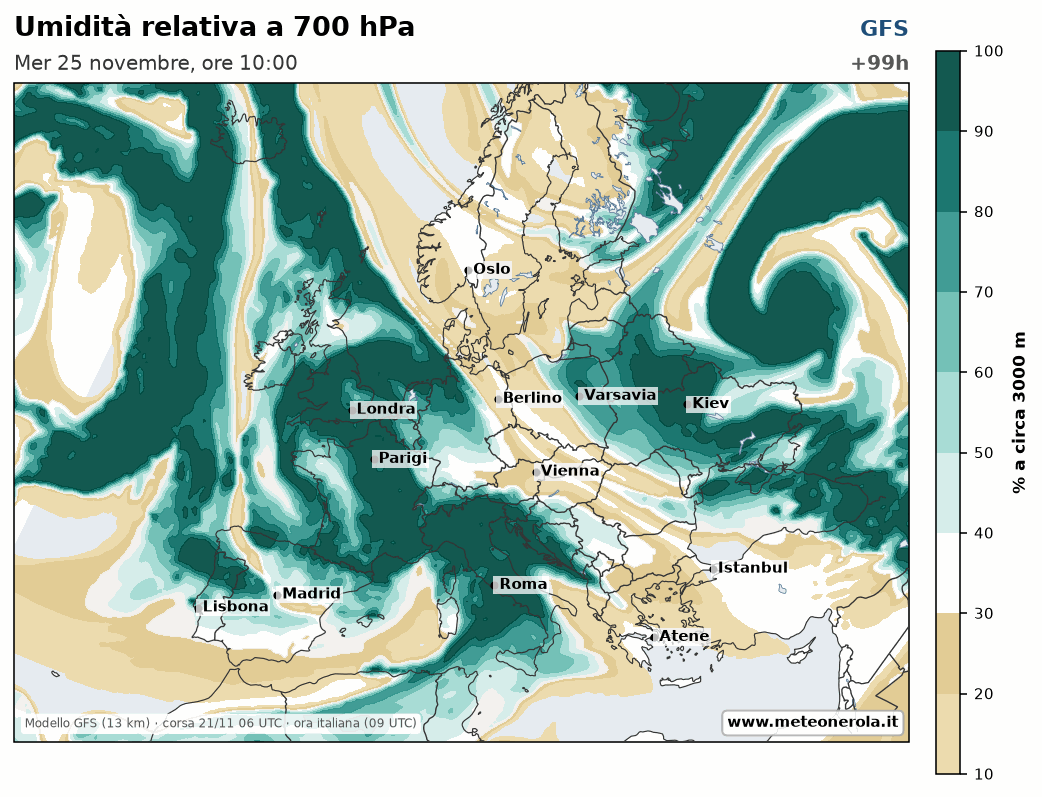 Umidità relativa a 700 hPa
GFS
Mer 25 novembre, ore 10:00
+99h
100
90
80
70
60
50
40
30
20
10
% a circa 3000 m
Oslo
Berlino
Varsavia
Kiev
Londra
Parigi
Vienna
Istanbul
Roma
Madrid
Lisbona
Atene
Modello GFS (13 km) · corsa 21/11 06 UTC · ora italiana (09 UTC)
www.meteonerola.it